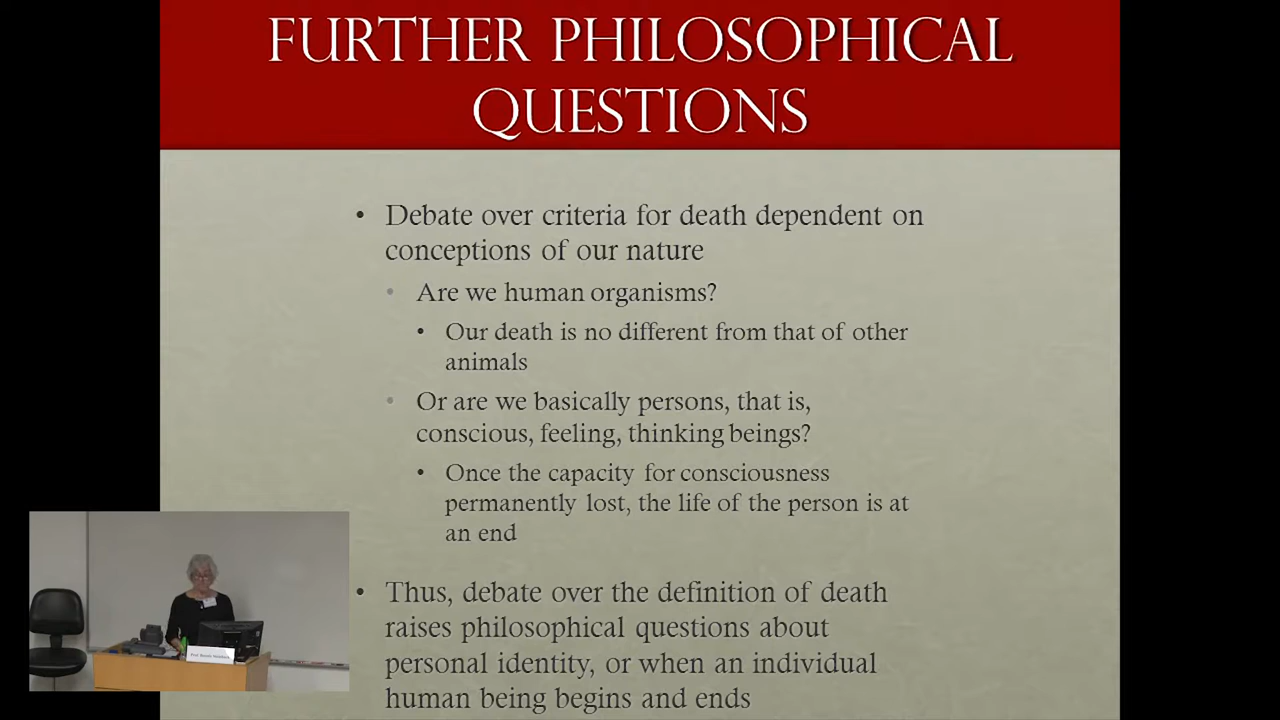 FURTHER PHILOSOPHICAL
QUESTIONS
• Debate over criteria for death dependent on
conceptions of our nature
• Are we human organisms?
• Our death is no different from that of other
animals
• Or are we basically persons, that is,
conscious, feeling, thinking beings?
• Once the capacity for consciousness
permanently lost, the life of the person is at
an end
• Thus, debate over the definition of death
raises philosophical questions about
personal identity, or when an individual
human being begins and ends
Prof